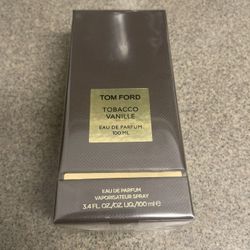 TOM FORD
TOBACCO
VANILLE
EAU DE PARFUM
100 ML
EAU DE PARFUM
VAPORISATEUR SPRAY
3.4 FL.OZ./OZ. LIQ./100 ml e